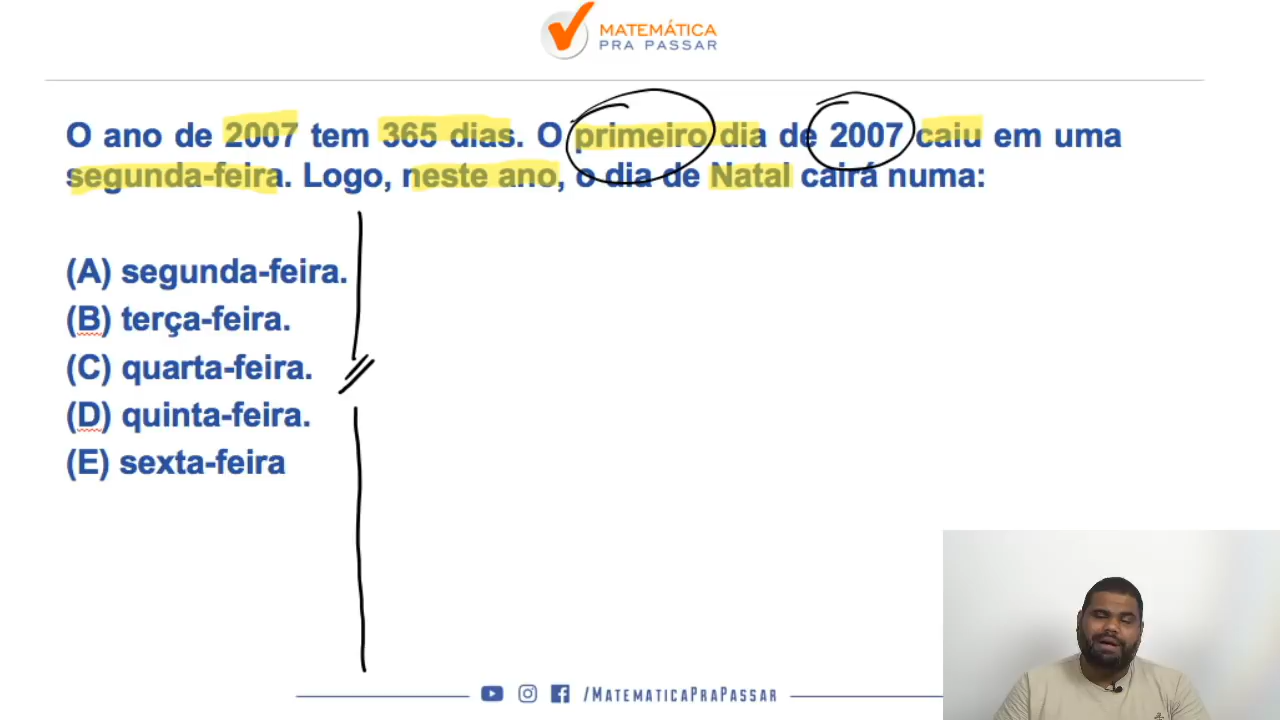 MATEMÁTICA
PRA PASSAR
O ano de 2007 tem 365 dias. O primeiro dia de 2007 caiu em uma
segunda-feira. Logo, neste ano, o dia de Natal cairá numa:
(A) segunda-feira.
(B) terça-feira.
(C) quarta-feira.
(D) quinta-feira.
(E) sexta-feira
/MATEMATICAPRAPASSAR